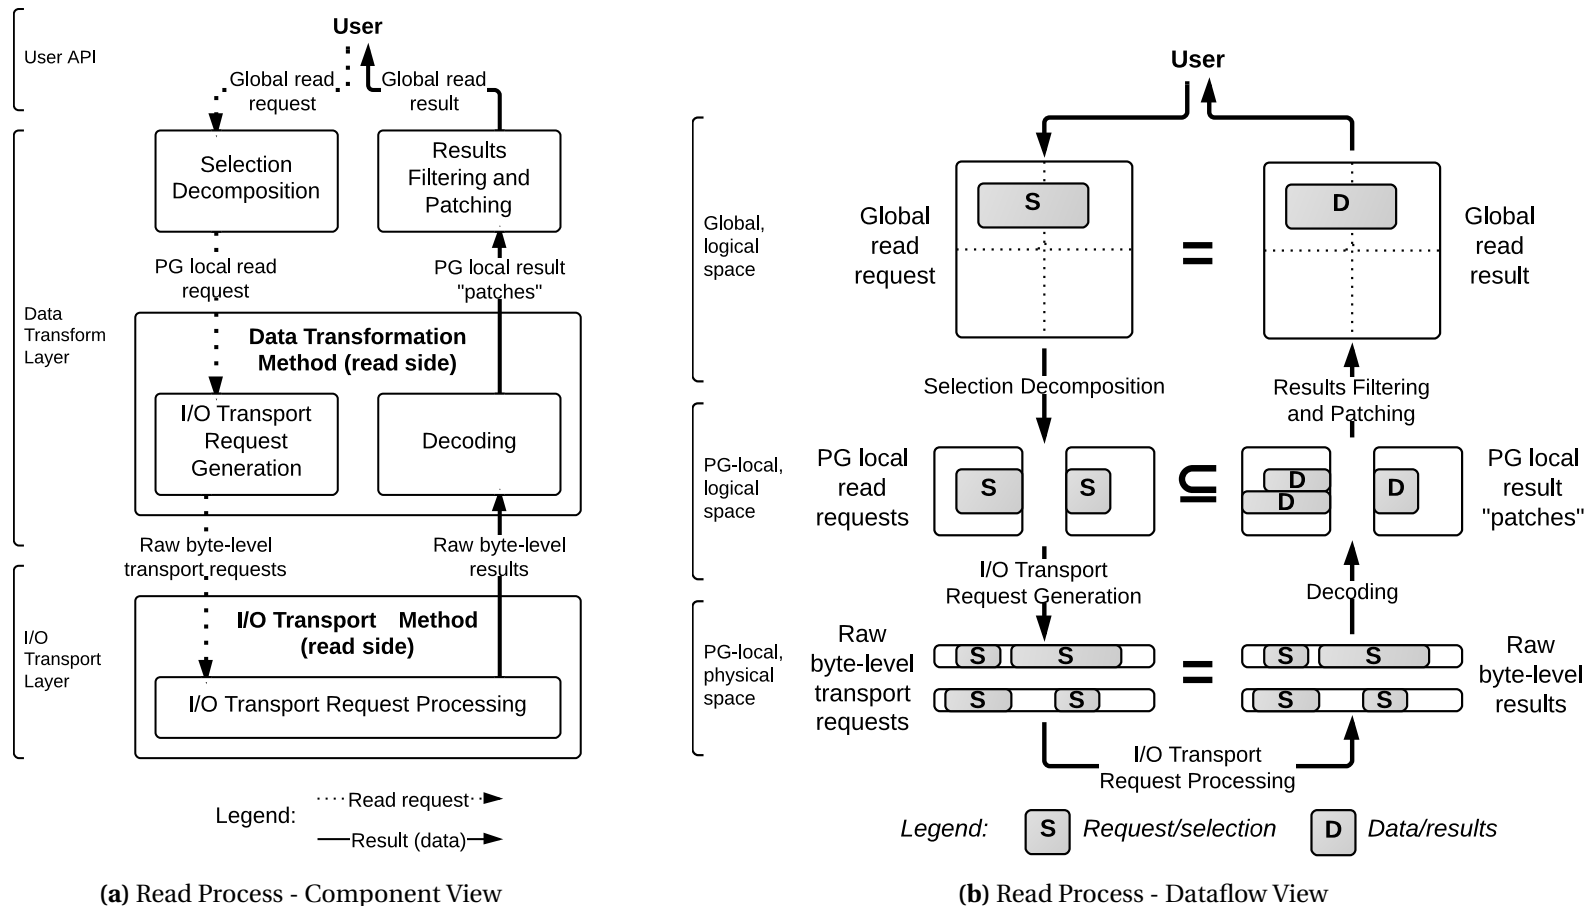 User
User API
Global read
request
Global read
result
Selection
Decomposition
Results
Filtering and
Patching
PG local read
request
PG local result
"patches"
Data
Transform
Layer
Data Transformation
Method (read side)
I/O Transport
Request
Generation
Decoding
Raw byte-level
transport requests
Raw byte-level
results
I/O
Transport
Layer
I/O Transport Method
(read side)
I/O Transport Request Processing
Legend:
Read request
Result (data)
(a) Read Process - Component View
User
Global,
logical
space
Global
read
request
S
=
D
Global
read
result
Selection Decomposition
Results Filtering
and Patching
PG-local,
logical
space
PG local
read
requests
S
S
⊆
D
D
D
PG local
result
"patches"
I/O Transport
Request Generation
Decoding
PG-local,
physical
space
Raw
byte-level
transport
requests
S S
S S
=
S S
S S
Raw
byte-level
results
I/O Transport
Request Processing
Legend:
S Request/selection
D Data/results
(b) Read Process - Dataflow View